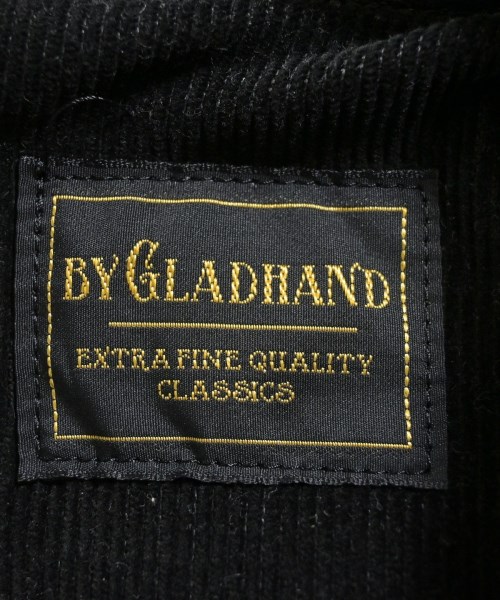 BY GLADHAND
EXTRA FINE QUALITY
CLASSICS